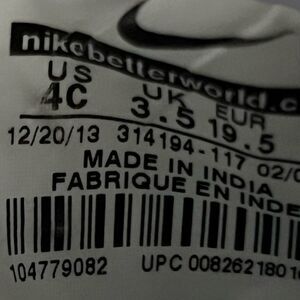 nikebetterworld.c
US UK EUR
4C 3.5 19.5
12/20/13 314194-117 02/0
MADE IN INDIA
FABRIQUE EN INDE
104779082 UPC 008262180